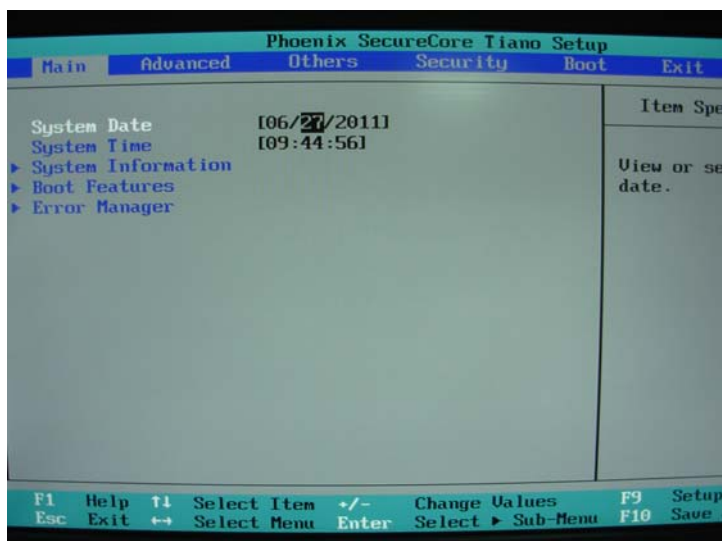 Phoenix SecureCore Tiano Setup
Main Advanced Others Security Boot Exit
Item Spe
System Date [06/27/2011]
System Time [09:44:56]
▶ System Information
▶ Boot Features
▶ Error Manager
View or se
date.
F1 Help ↑↓ Select Item +/- Change Values F9 Setup
Esc Exit ↔ Select Menu Enter Select ▶ Sub-Menu F10 Save